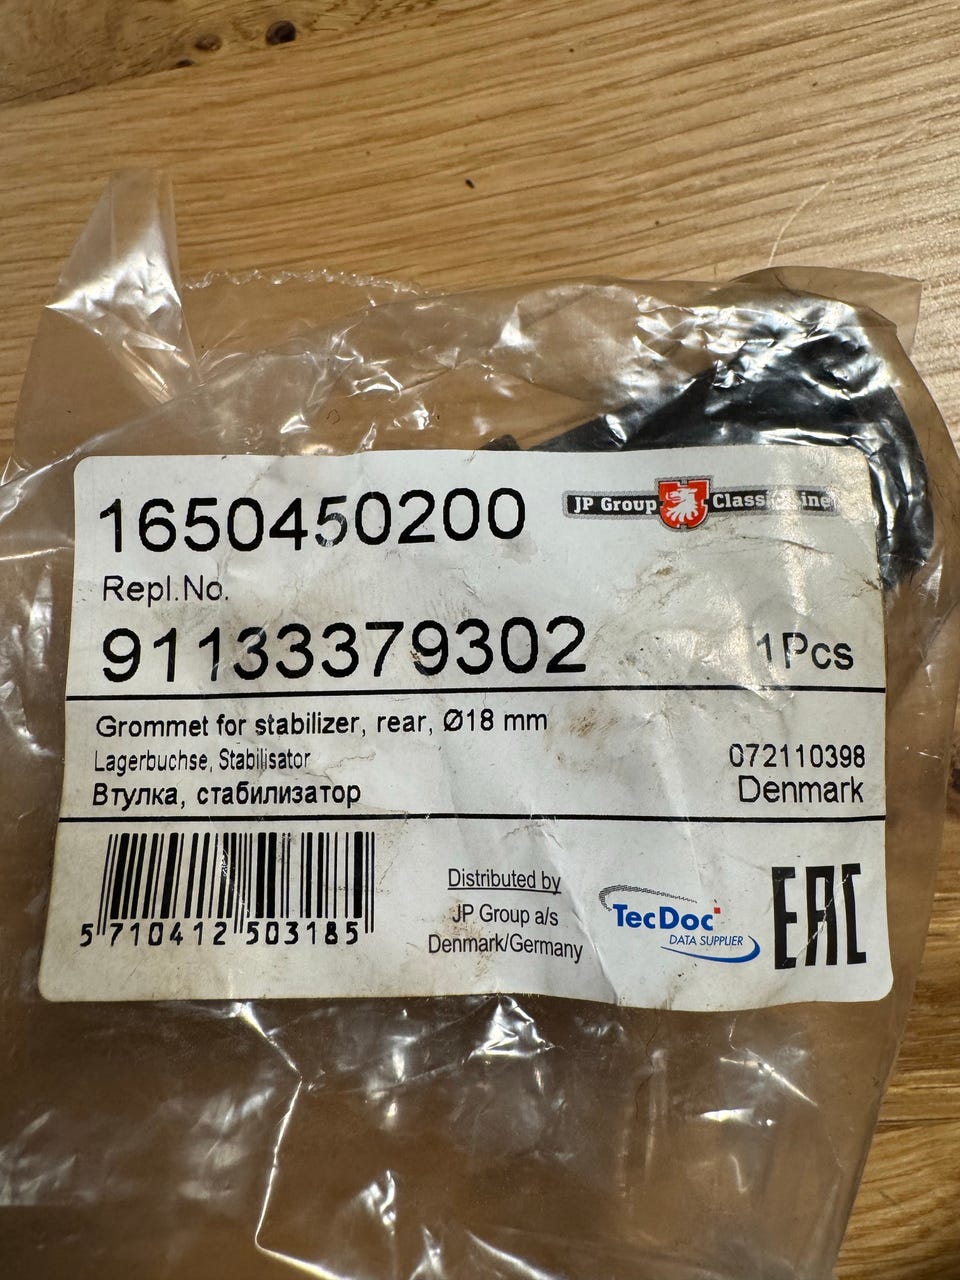 1650450200
JP Group Classic Line
Repl.No.
91133379302
1Pcs
Grommet for stabilizer, rear, Ø18 mm
Lagerbuchse, Stabilisator
072110398
Втулка, стабилизатор
Denmark
Distributed by
JP Group a/s
Denmark/Germany
TecDoc
DATA SUPPLIER
EAC
5 710412 503185